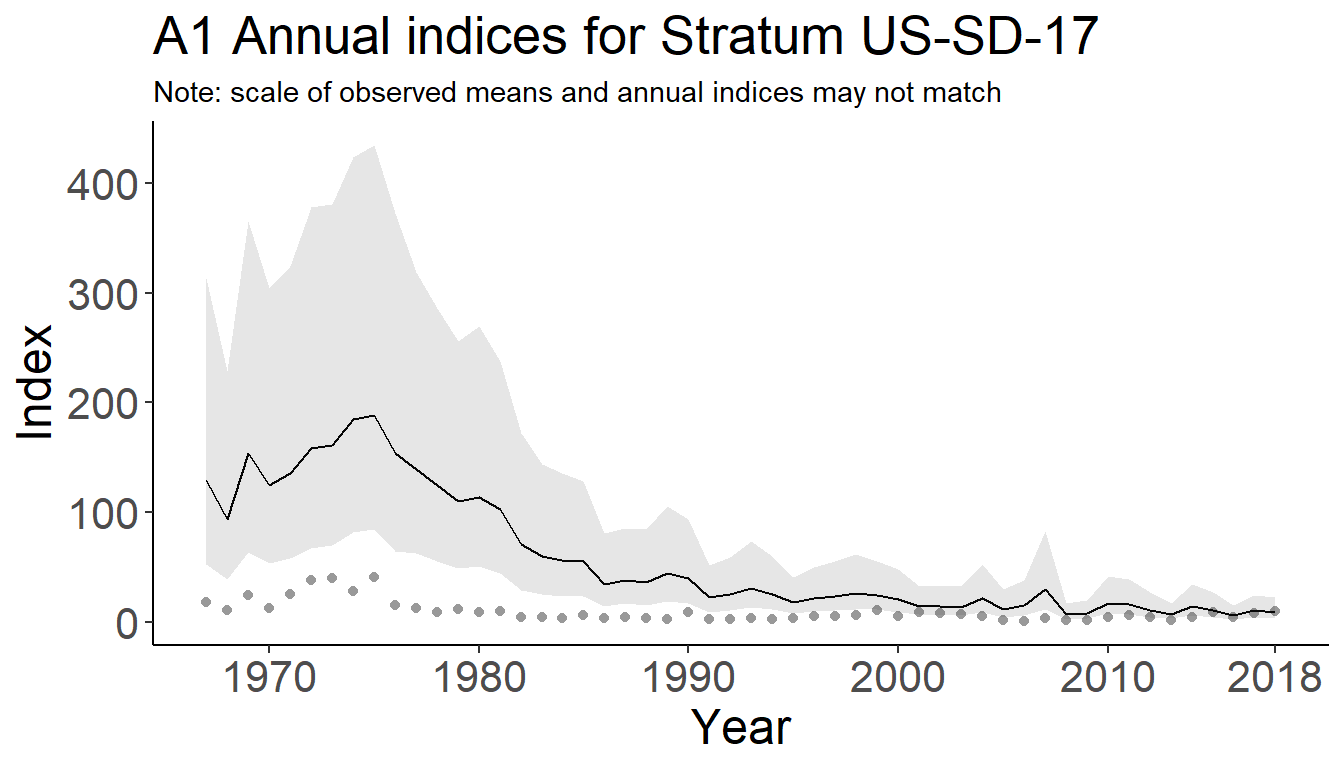 A1 Annual indices for Stratum US-SD-17
Note: scale of observed means and annual indices may not match
400
300
200
100
0
Index
1970 1980 1990 2000 2010 2018
Year